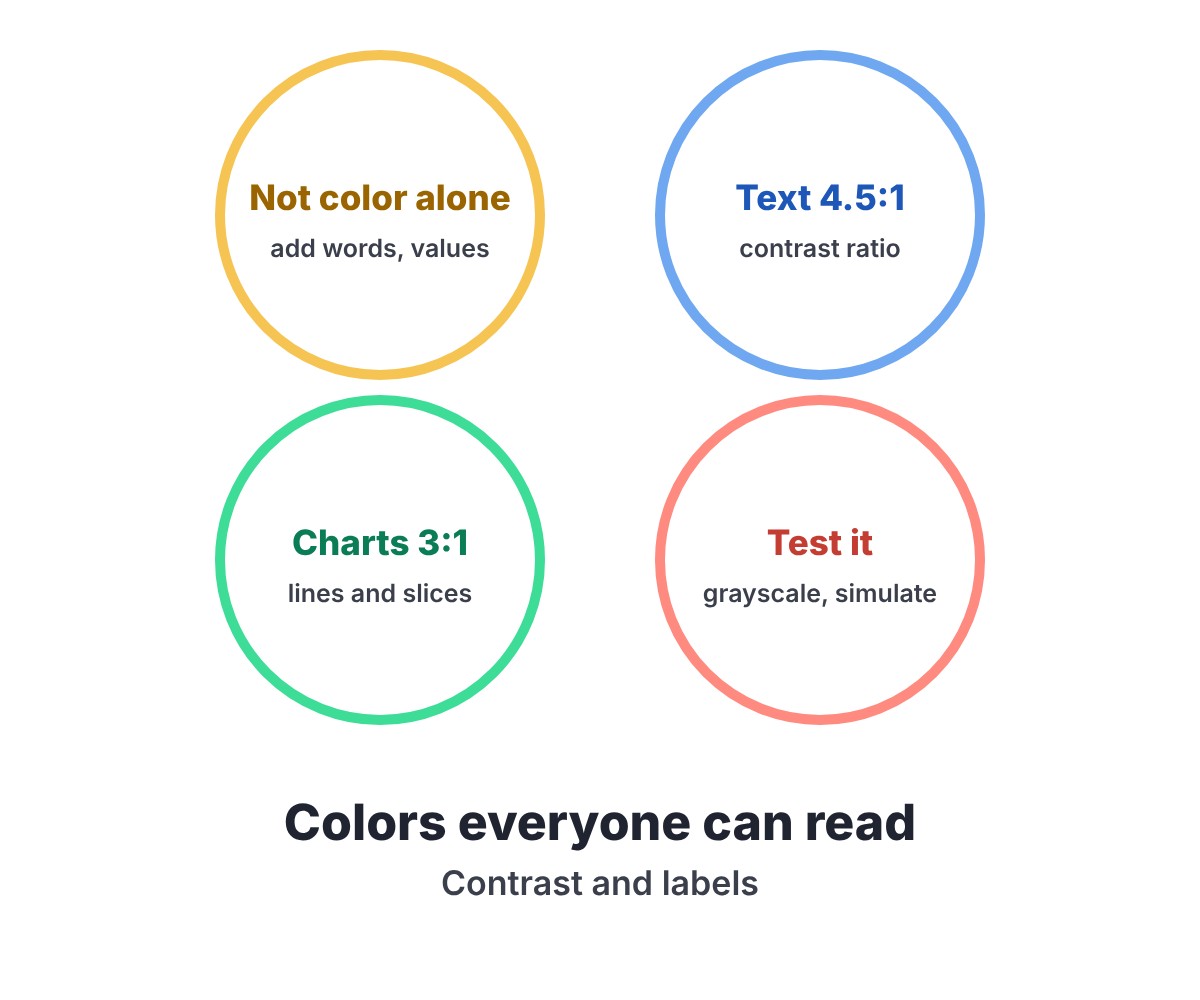 Not color alone
add words, values
Text 4.5:1
contrast ratio
Charts 3:1
lines and slices
Test it
grayscale, simulate
Colors everyone can read
Contrast and labels